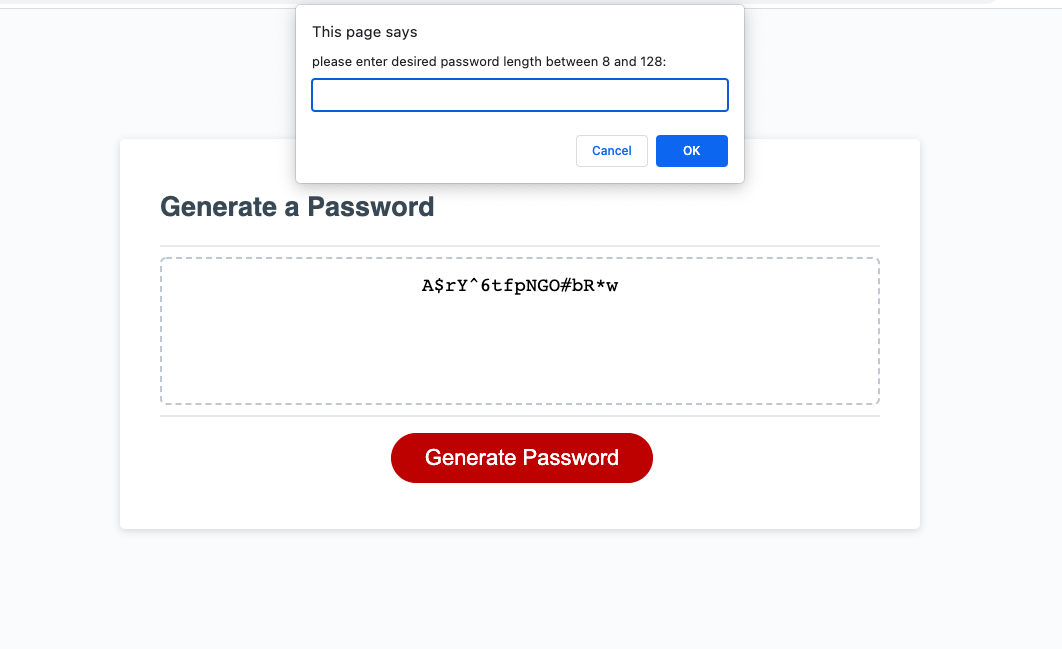 This page says
please enter desired password length between 8 and 128:
Cancel
OK
Generate a Password
A$rY^6tfpNGO#bR*w
Generate Password